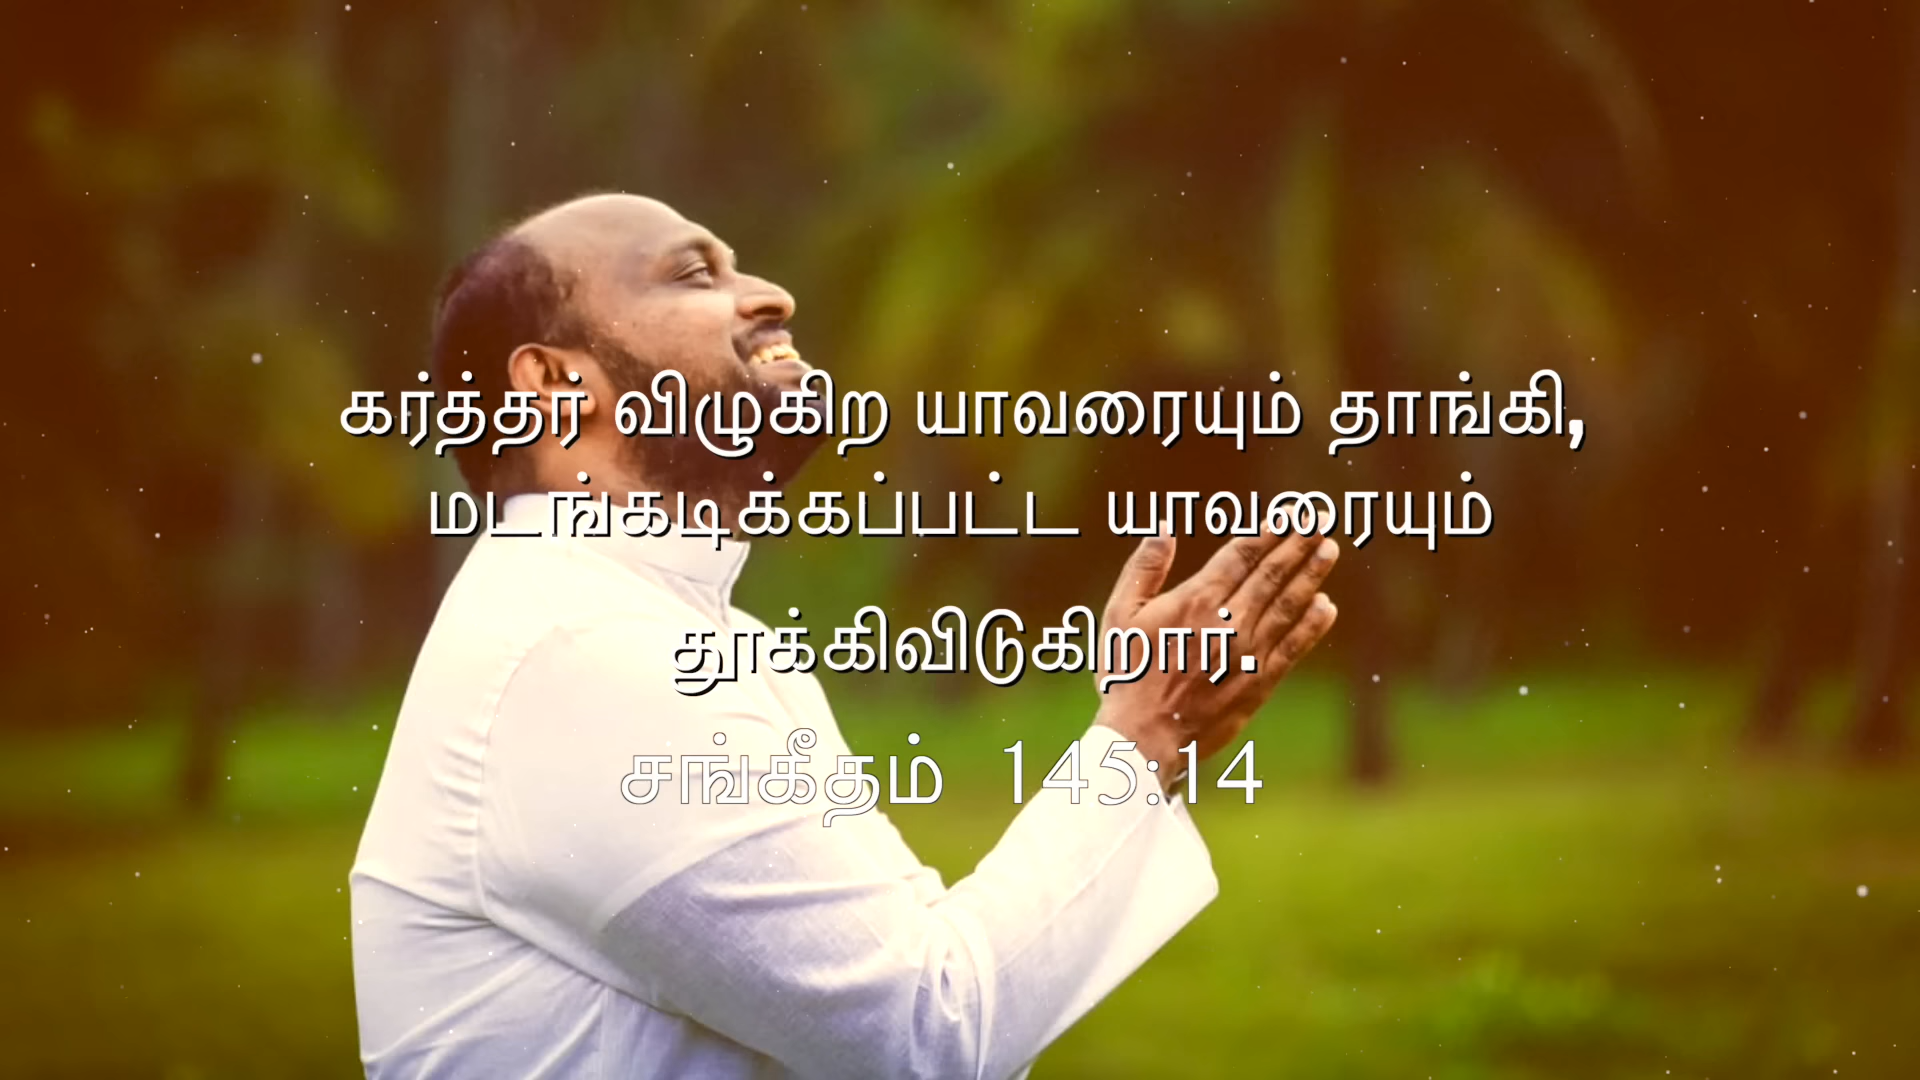 கர்த்தர் விழுகிற யாவரையும் தாங்கி,
மடங்கடிக்கப்பட்ட யாவரையும்
தூக்கிவிடுகிறார்.
சங்கீதம் 145:14